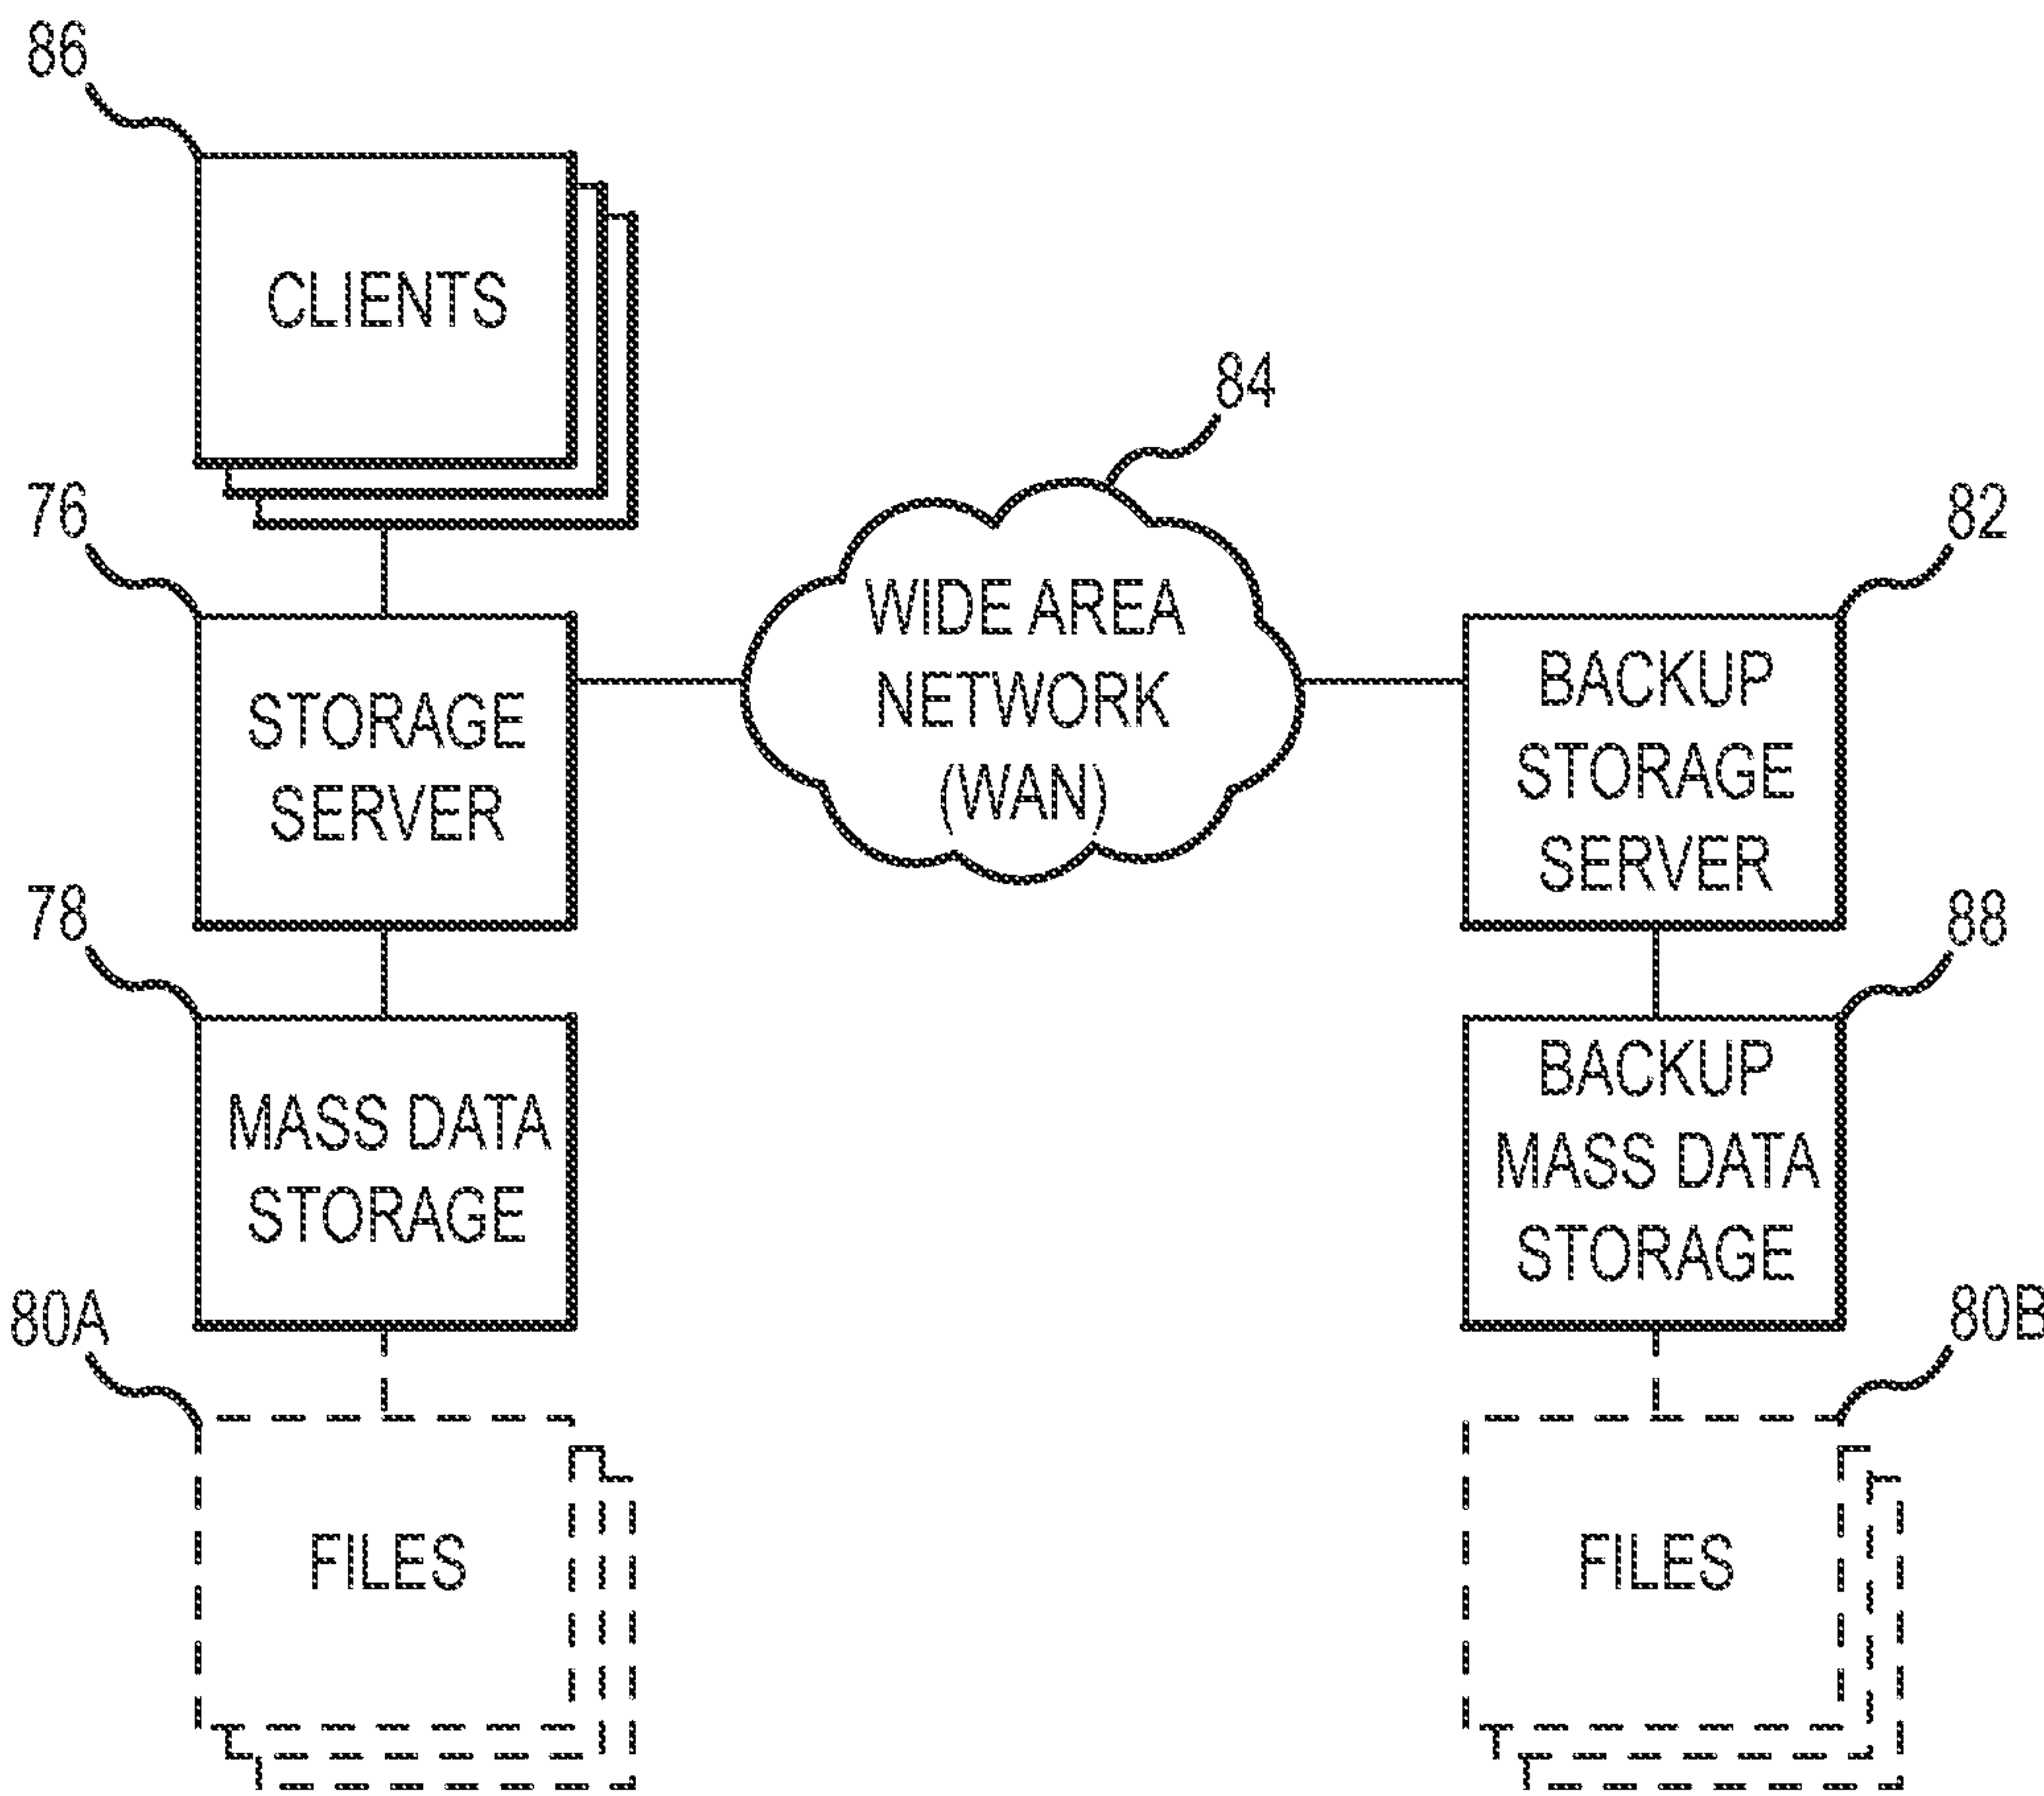 86
CLIENTS
84
76
82
WIDE AREA
NETWORK
(WAN)
STORAGE
SERVER
BACKUP
STORAGE
SERVER
78
88
MASS DATA
STORAGE
BACKUP
MASS DATA
STORAGE
80A
80B
FILES
FILES